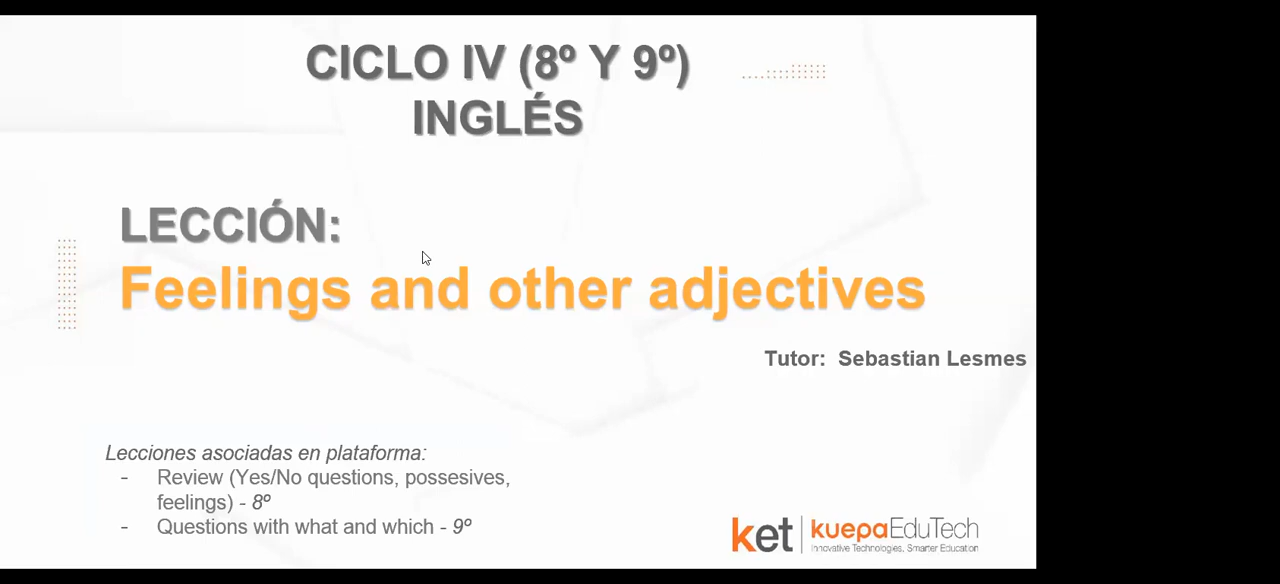 CICLO IV (8º Y 9º)
INGLÉS
LECCIÓN:
Feelings and other adjectives
Tutor: Sebastian Lesmes
Lecciones asociadas en plataforma:
- Review (Yes/No questions, possesives,
feelings) - 8º
- Questions with what and which - 9º
ket kuepaEduTech
Innovative Technologies, Smarter Education